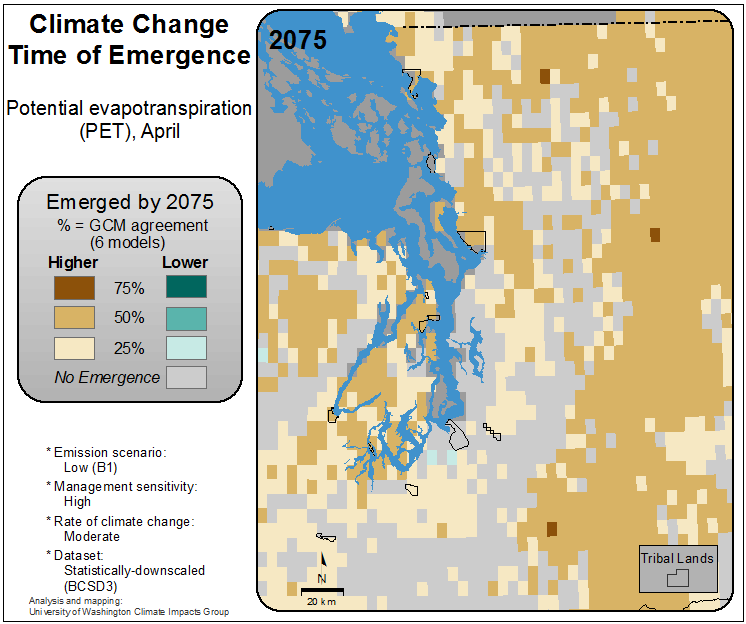 Climate Change
Time of Emergence
Potential evapotranspiration
(PET), April
Emerged by 2075
% = GCM agreement
(6 models)
Higher Lower
75%
50%
25%
No Emergence
* Emission scenario:
Low (B1)
* Management sensitivity:
High
* Rate of climate change:
Moderate
* Dataset:
Statistically-downscaled
(BCSD3)
Analysis and mapping:
University of Washington Climate Impacts Group
2075
N
20 km
Tribal Lands